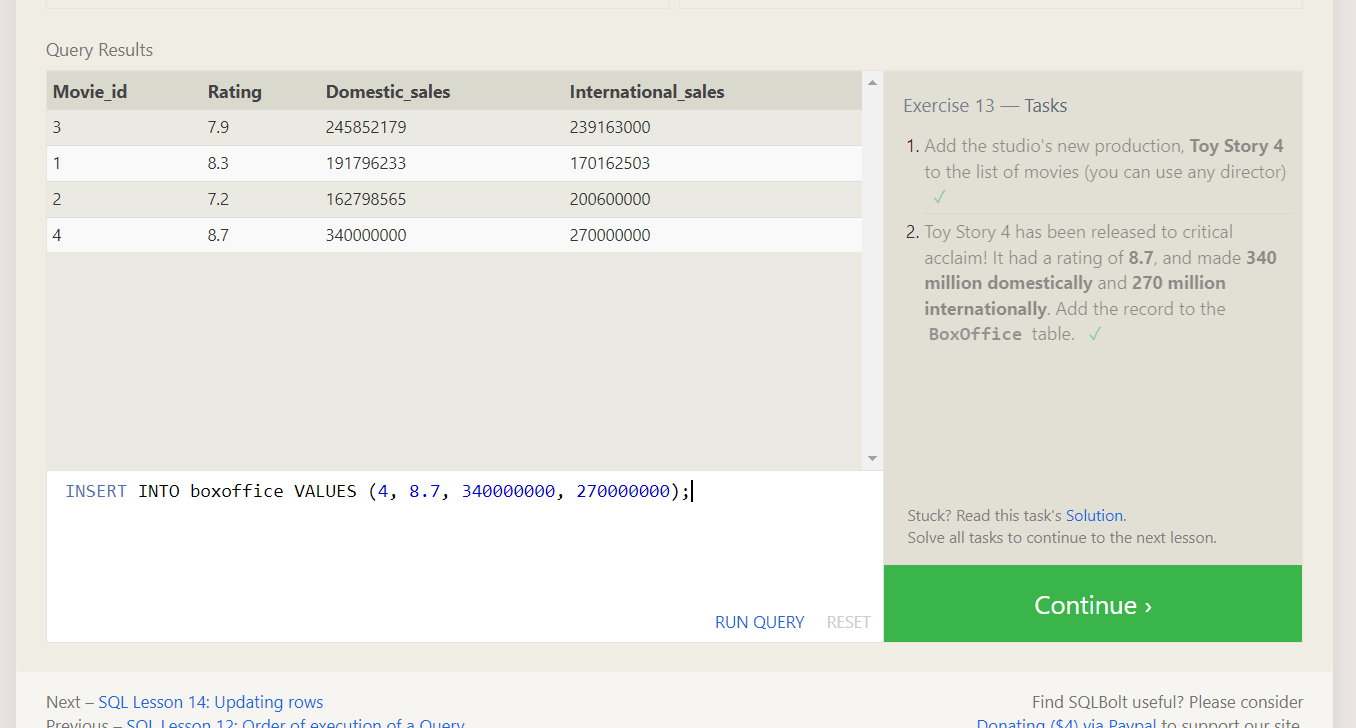 Query Results
Movie_id Rating Domestic_sales International_sales
3 7.9 245852179 239163000
1 8.3 191796233 170162503
2 7.2 162798565 200600000
4 8.7 340000000 270000000
INSERT INTO boxoffice VALUES (4, 8.7, 340000000, 270000000);
RUN QUERY RESET
Exercise 13 — Tasks
1. Add the studio's new production, Toy Story 4
to the list of movies (you can use any director)
✓
2. Toy Story 4 has been released to critical
acclaim! It had a rating of 8.7, and made 340
million domestically and 270 million
internationally. Add the record to the
BoxOffice table. ✓
Stuck? Read this task's Solution.
Solve all tasks to continue to the next lesson.
Continue ›
Next – SQL Lesson 14: Updating rows
Previous – SQL Lesson 12: Order of execution of a Query
Find SQLBolt useful? Please consider
Donating ($4) via Paypal to support our site.